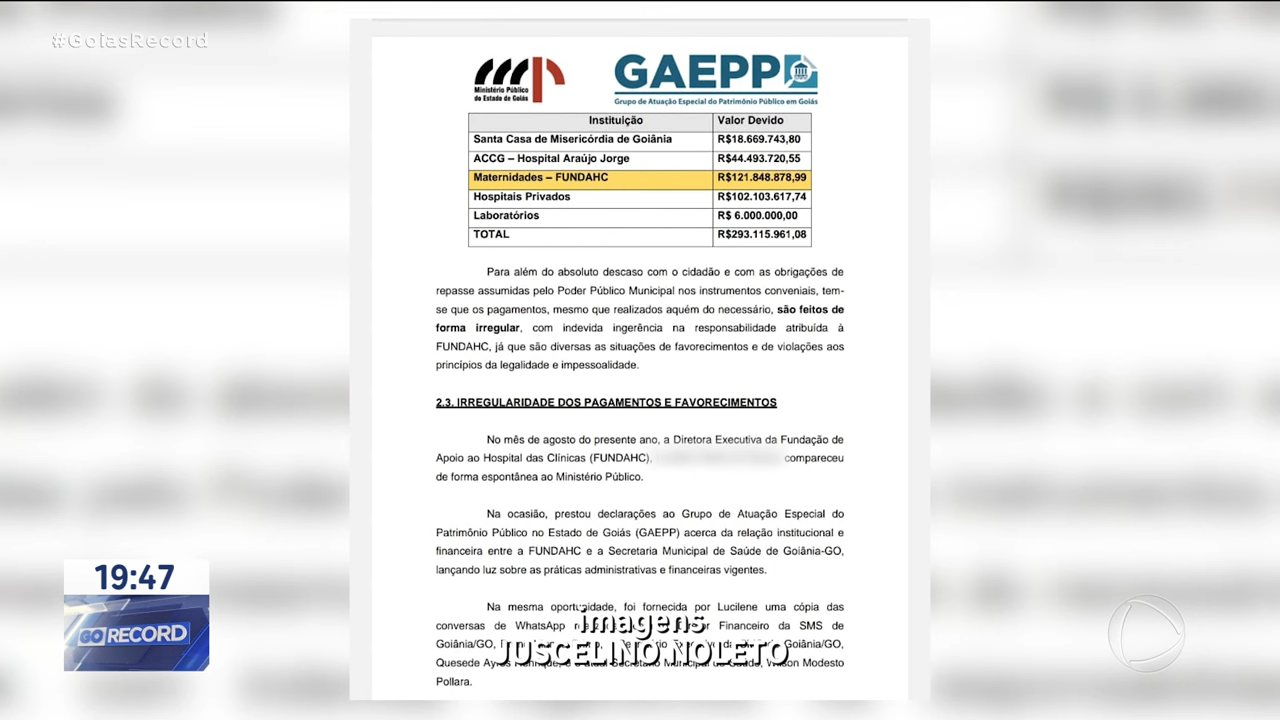 #GoiasRecord
Ministério Público
do Estado de Goiás
GAEPP
Grupo de Atuação Especial do Patrimônio Público em Goiás
Instituição Valor Devido
Santa Casa de Misericórdia de Goiânia R$18.669.743,80
ACCG – Hospital Araújo Jorge R$44.493.720,55
Maternidades – FUNDAHC R$121.848.878,99
Hospitais Privados R$102.103.617,74
Laboratórios R$ 6.000.000,00
TOTAL R$293.115.961,08
Para além do absoluto descaso com o cidadão e com as obrigações de
repasse assumidas pelo Poder Público Municipal nos instrumentos conveniais, tem-
se que os pagamentos, mesmo que realizados aquém do necessário, são feitos de
forma irregular, com indevida ingerência na responsabilidade atribuída à
FUNDAHC, já que são diversas as situações de favorecimentos e de violações aos
princípios da legalidade e impessoalidade.
2.3. IRREGULARIDADE DOS PAGAMENTOS E FAVORECIMENTOS
No mês de agosto do presente ano, a Diretora Executiva da Fundação de
Apoio ao Hospital das Clínicas (FUNDAHC), compareceu
de forma espontânea ao Ministério Público.
Na ocasião, prestou declarações ao Grupo de Atuação Especial do
Patrimônio Público no Estado de Goiás (GAEPP) acerca da relação institucional e
financeira entre a FUNDAHC e a Secretaria Municipal de Saúde de Goiânia-GO,
lançando luz sobre as práticas administrativas e financeiras vigentes.
Na mesma oportunidade, foi fornecida por Lucilene uma cópia das
conversas de WhatsApp Financeiro da SMS de
Goiânia/GO, Goiânia/GO,
Quesede Ayres Henrique, Secretário Municipal de Saúde, Wilson Modesto
Pollara.
imagens
JUSCELINO NOLETO
19:47
GO RECORD